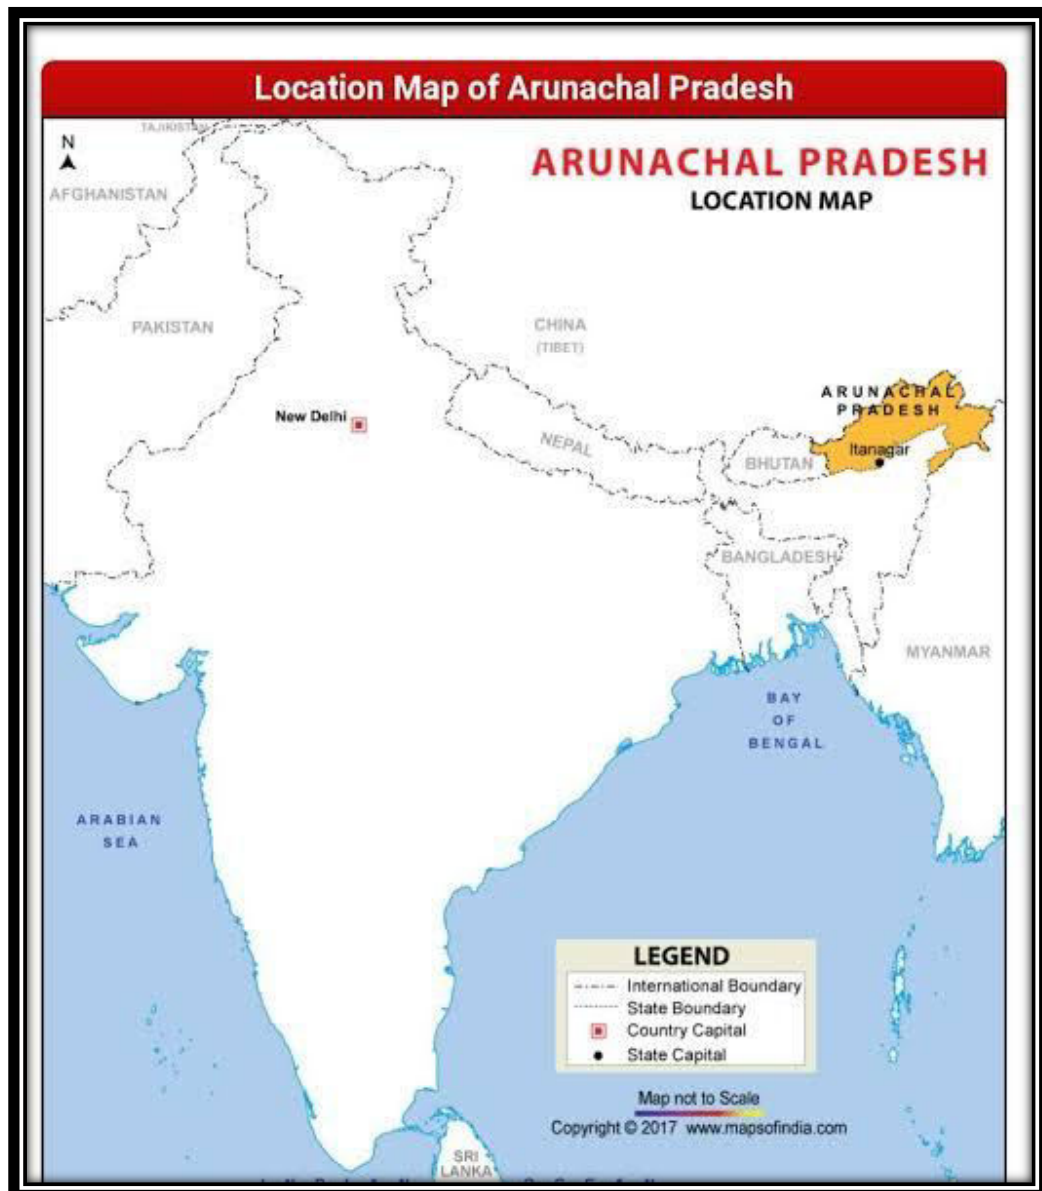 Location Map of Arunachal Pradesh
TAJIKISTAN
N
ARUNACHAL PRADESH
LOCATION MAP
AFGHANISTAN
PAKISTAN
CHINA
(TIBET)
ARUNACHAL
PRADESH
New Delhi
NEPAL
Itanagar
BHUTAN
BANGLADESH
MYANMAR
BAY
OF
BENGAL
ARABIAN
SEA
LEGEND
International Boundary
State Boundary
Country Capital
State Capital
Map not to Scale
Copyright © 2017 www.mapsofindia.com
SRI
LANKA